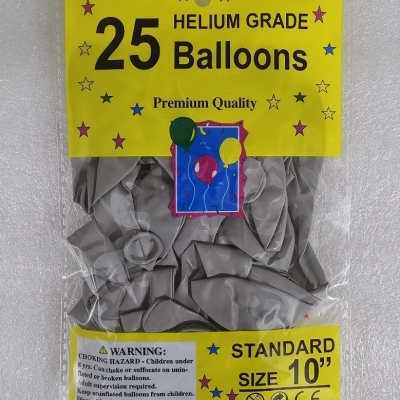 25 HELIUM GRADE
Balloons
Premium Quality
⚠ WARNING:
CHOKING HAZARD - Children under
8 yrs. Can choke or suffocate on unin-
flated or broken balloons.
Adult supervision required.
Keep uninflated balloons from children.
STANDARD
SIZE 10”